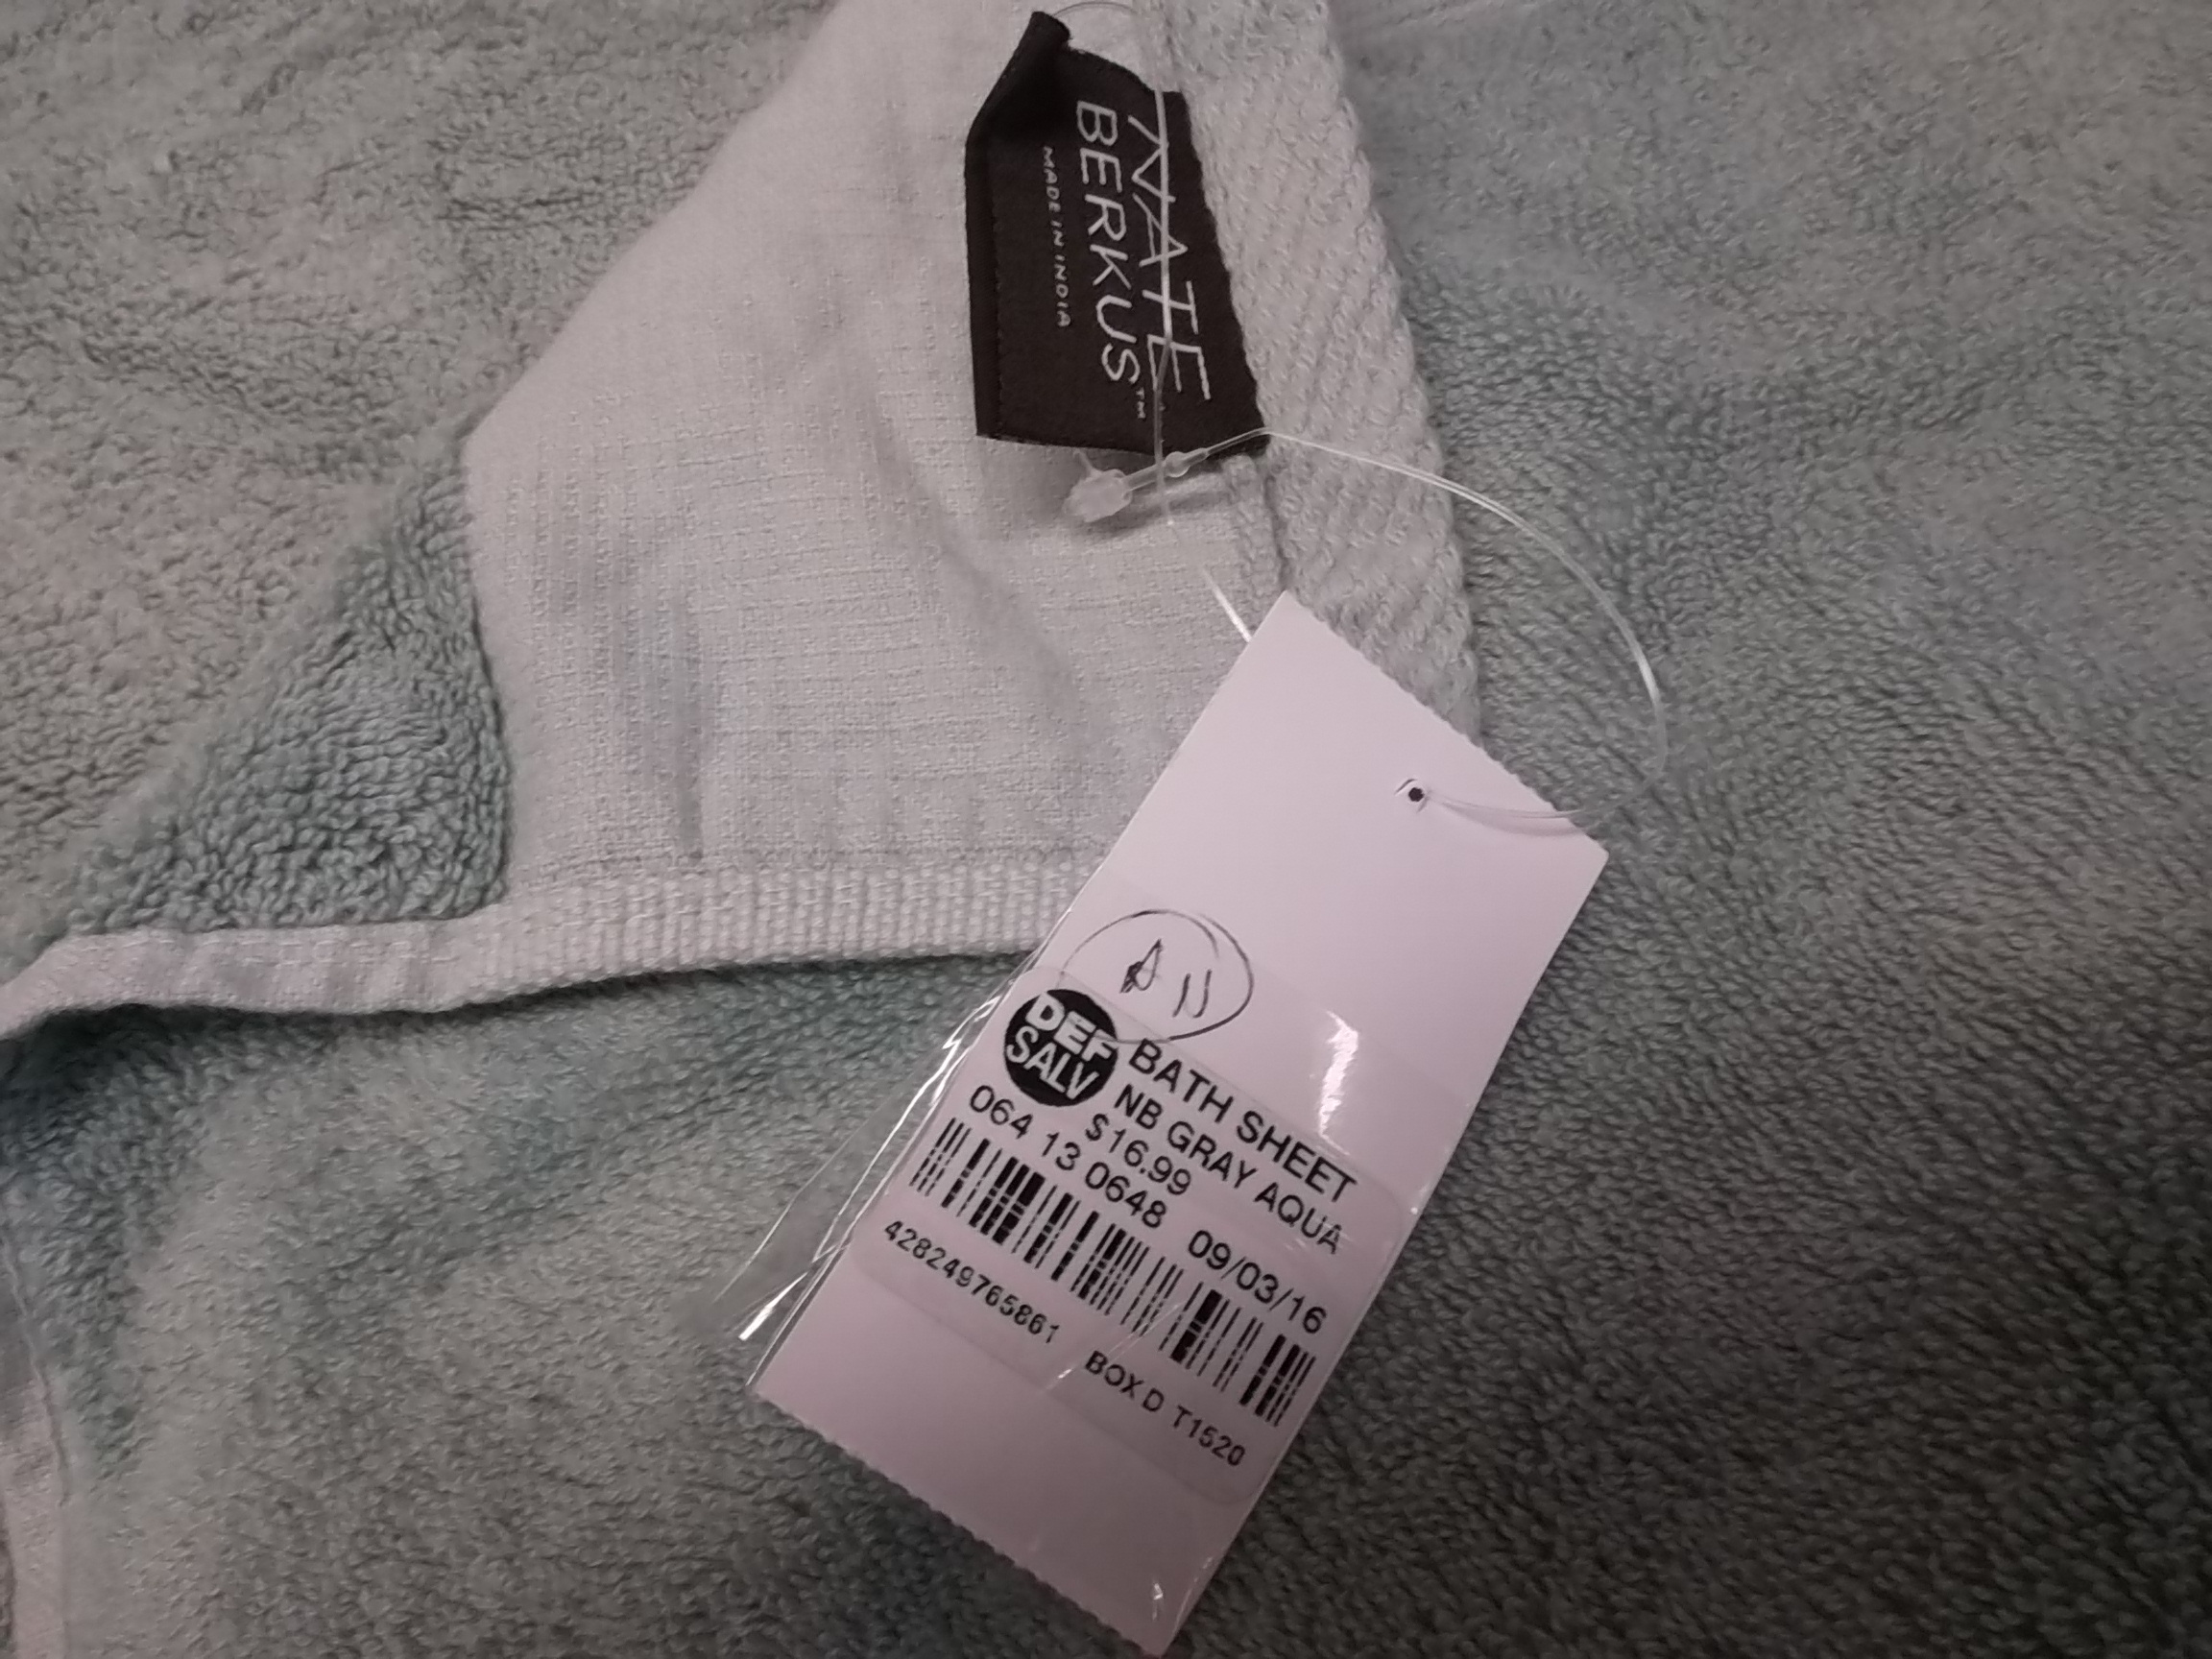 NATE
BERKUS™
MADE IN INDIA
DEF
SALV
BATH SHEET
NB GRAY AQUA
$16.99
064 13 0648 09/03/16
428249765861 BOX D T1520